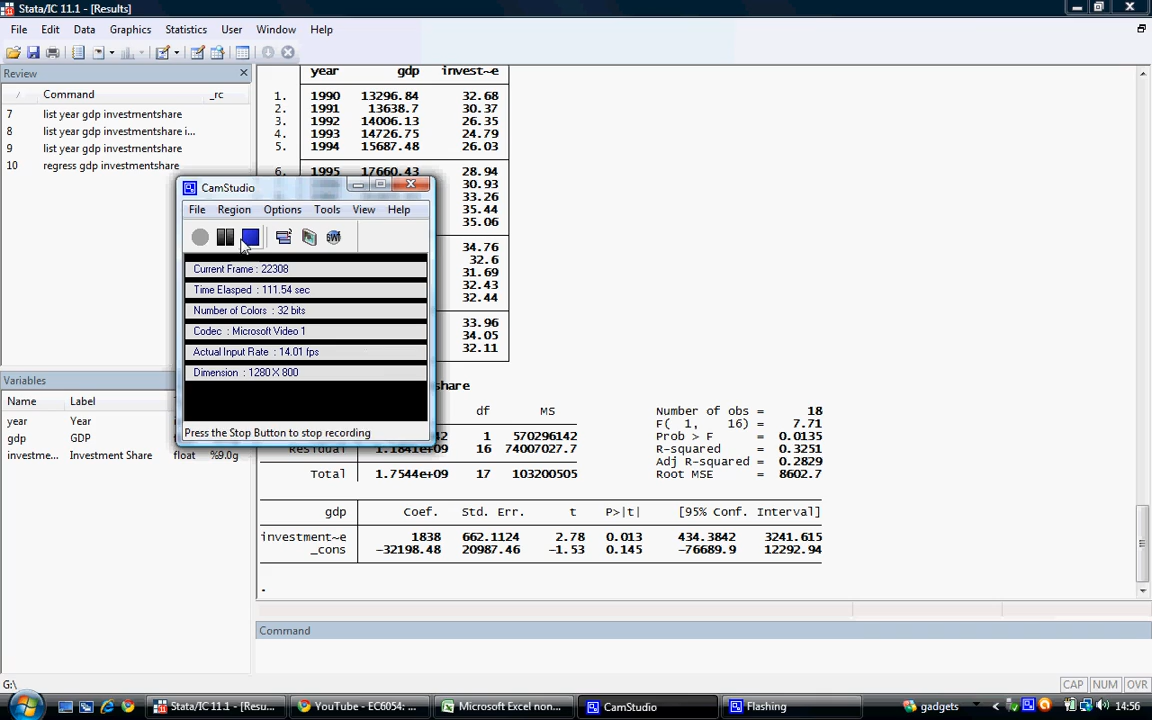 Stata/IC 11.1 - [Results]
File Edit Data Graphics Statistics User Window Help
Review
Command _rc
7 list year gdp investmentshare
8 list year gdp investmentshare i...
9 list year gdp investmentshare
10 regress gdp investmentshare
Variables
Name Label
year Year
gdp GDP
investme... Investment Share float %9.0g
year gdp invest~e
1. 1990 13296.84 32.68
2. 1991 13638.7 30.37
3. 1992 14006.13 26.35
4. 1993 14726.75 24.79
5. 1994 15687.48 26.03
6. 1995 17660.43 28.94
30.93
33.26
35.44
35.06
34.76
32.6
31.69
32.43
32.44
33.96
34.05
32.11
share
df MS Number of obs = 18
F( 1, 16) = 7.71
1 570296142 Prob > F = 0.0135
Residual 1.1841e+09 16 74007027.7 R-squared = 0.3251
Adj R-squared = 0.2829
Total 1.7544e+09 17 103200505 Root MSE = 8602.7
gdp Coef. Std. Err. t P>|t| [95% Conf. Interval]
investment~e 1838 662.1124 2.78 0.013 434.3842 3241.615
_cons -32198.48 20987.46 -1.53 0.145 -76689.9 12292.94
.
Command
CamStudio
File Region Options Tools View Help
Current Frame : 22308
Time Elasped : 111.54 sec
Number of Colors : 32 bits
Codec : Microsoft Video 1
Actual Input Rate : 14.01 fps
Dimension : 1280 X 800
Press the Stop Button to stop recording
G:\
CAP NUM OVR
Stata/IC 11.1 - [Resu...
YouTube - EC6054: ...
Microsoft Excel non...
CamStudio
Flashing
gadgets
14:56